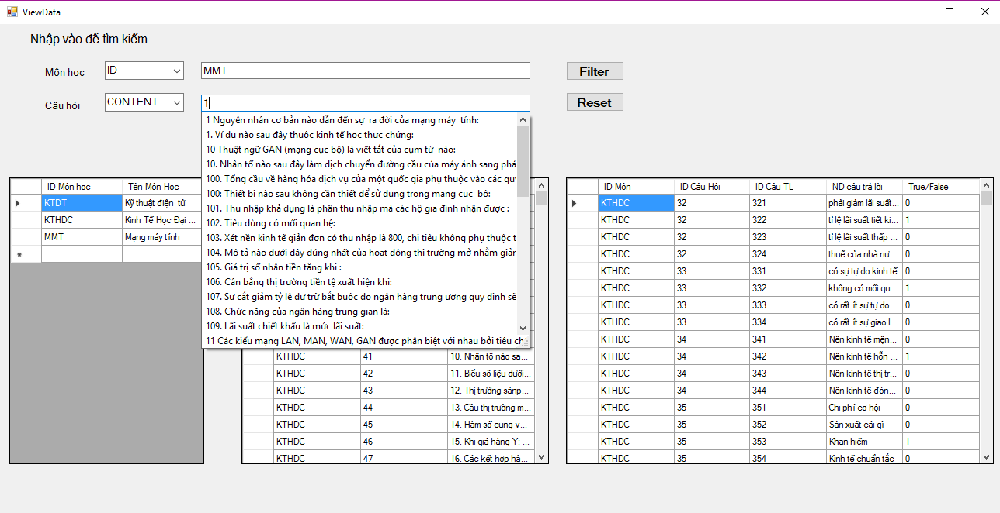 ViewData
Nhập vào để tìm kiếm
Môn học ID MMT Filter
Câu hỏi CONTENT 1 Reset
1 Nguyên nhân cơ bản nào dẫn đến sự ra đời của mạng máy tính:
1. Ví dụ nào sau đây thuộc kinh tế học thực chứng:
10 Thuật ngữ GAN (mạng cục bộ) là viết tắt của cụm từ nào:
10. Nhân tố nào sau đây làm dịch chuyển đường cầu của máy ảnh sang phả
100. Tổng cầu về hàng hóa dịch vụ của một quốc gia phụ thuộc vào các quy
100: Thiết bị nào sau không cần thiết để sử dụng trong mạng cục bộ:
101. Thu nhập khả dụng là phần thu nhập mà các hộ gia đình nhận được :
102. Tiêu dùng có mối quan hệ:
103. Xét nền kinh tế giản đơn có thu nhập là 800, chi tiêu không phụ thuộc t
104. Mô tả nào dưới đây đúng nhất của hoạt động thị trường mở nhằm giản
105. Giá trị số nhân tiền tăng khi :
106. Cân bằng thị trường tiền tệ xuất hiện khi:
107. Sự cắt giảm tỷ lệ dự trữ bắt buộc do ngân hàng trung ương quy định sẽ
108. Chức năng của ngân hàng trung gian là:
109. Lãi suất chiết khấu là mức lãi suất:
11 Các kiểu mạng LAN, MAN, WAN, GAN được phân biệt với nhau bởi tiêu ch
ID Môn học Tên Môn Học
KTDT Kỹ thuật điện tử
KTHDC Kinh Tế Học Đại ...
MMT Mạng máy tính
KTHDC 41 10. Nhân tố nào sa...
KTHDC 42 11. Biểu số liệu dưới...
KTHDC 43 12. Thị trường sảnp...
KTHDC 44 13. Cầu thị trường m...
KTHDC 45 14. Hàm số cung v...
KTHDC 46 15. Khi giá hàng Y: ...
KTHDC 47 16. Các kết hợp hà...
ID Môn ID Câu Hỏi ID Câu TL ND câu trả lời True/False
KTHDC 32 321 phải giảm lãi suất... 0
KTHDC 32 322 tỉ lệ lãi suất tiết ki... 1
KTHDC 32 323 tỉ lệ lãi suất thấp ... 0
KTHDC 32 324 thuế của nhà nư... 0
KTHDC 33 331 có sự tự do kinh tế 0
KTHDC 33 332 không có mối qu... 1
KTHDC 33 333 có rất ít sự tự do ... 0
KTHDC 33 334 có rất ít sự giao l... 0
KTHDC 34 341 Nền kinh tế mện... 0
KTHDC 34 342 Nền kinh tế hỗn ... 1
KTHDC 34 343 Nền kinh tế thị tr... 0
KTHDC 34 344 Nền kinh tế đón... 0
KTHDC 35 351 Chi phí cơ hội 0
KTHDC 35 352 Sản xuất cái gì 0
KTHDC 35 353 Khan hiếm 1
KTHDC 35 354 Kinh tế chuẩn tắc 0